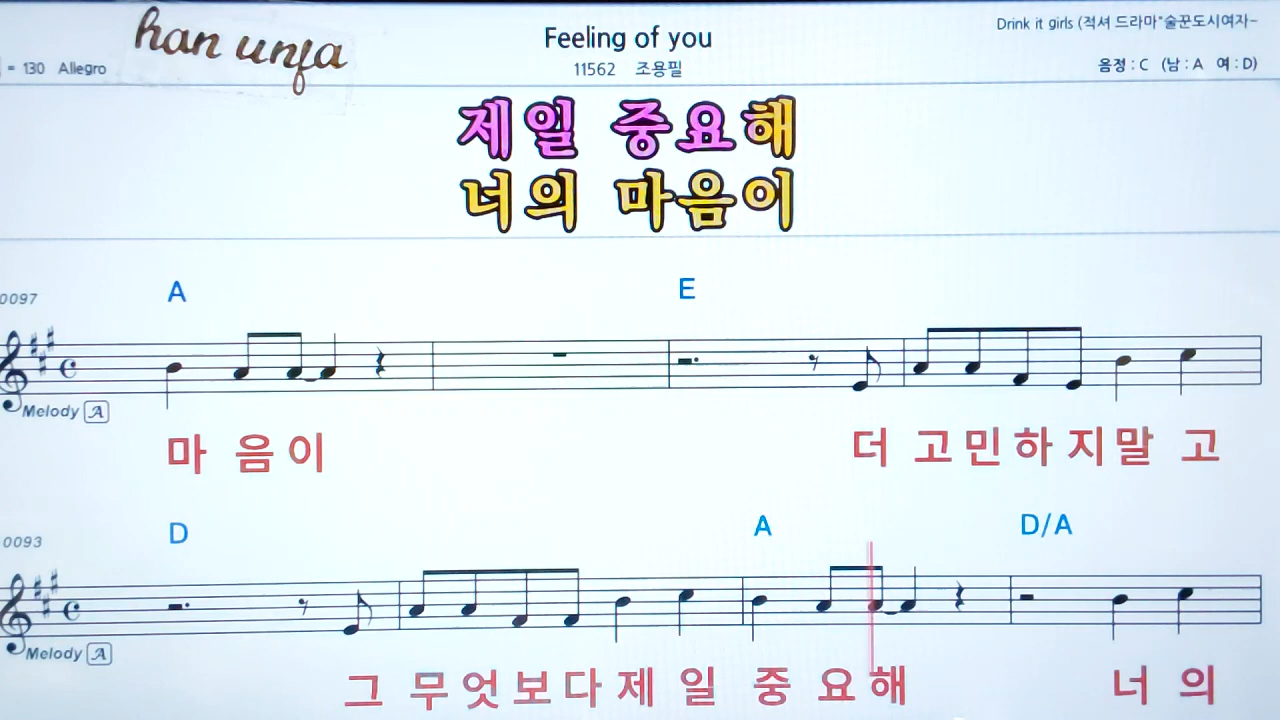 han unfa
Feeling of you
Drink it girls (적셔 드라마"술꾼도시여자~
= 130 Allegro
11562 조용필
음정 : C (남 : A 여 : D)
제일 중요해
너의 마음이
0097
A E
Melody A
마 음 이 더 고 민 하 지 말 고
0093
D A D/A
Melody A
그 무 엇 보 다 제 일 중 요 해 너 의